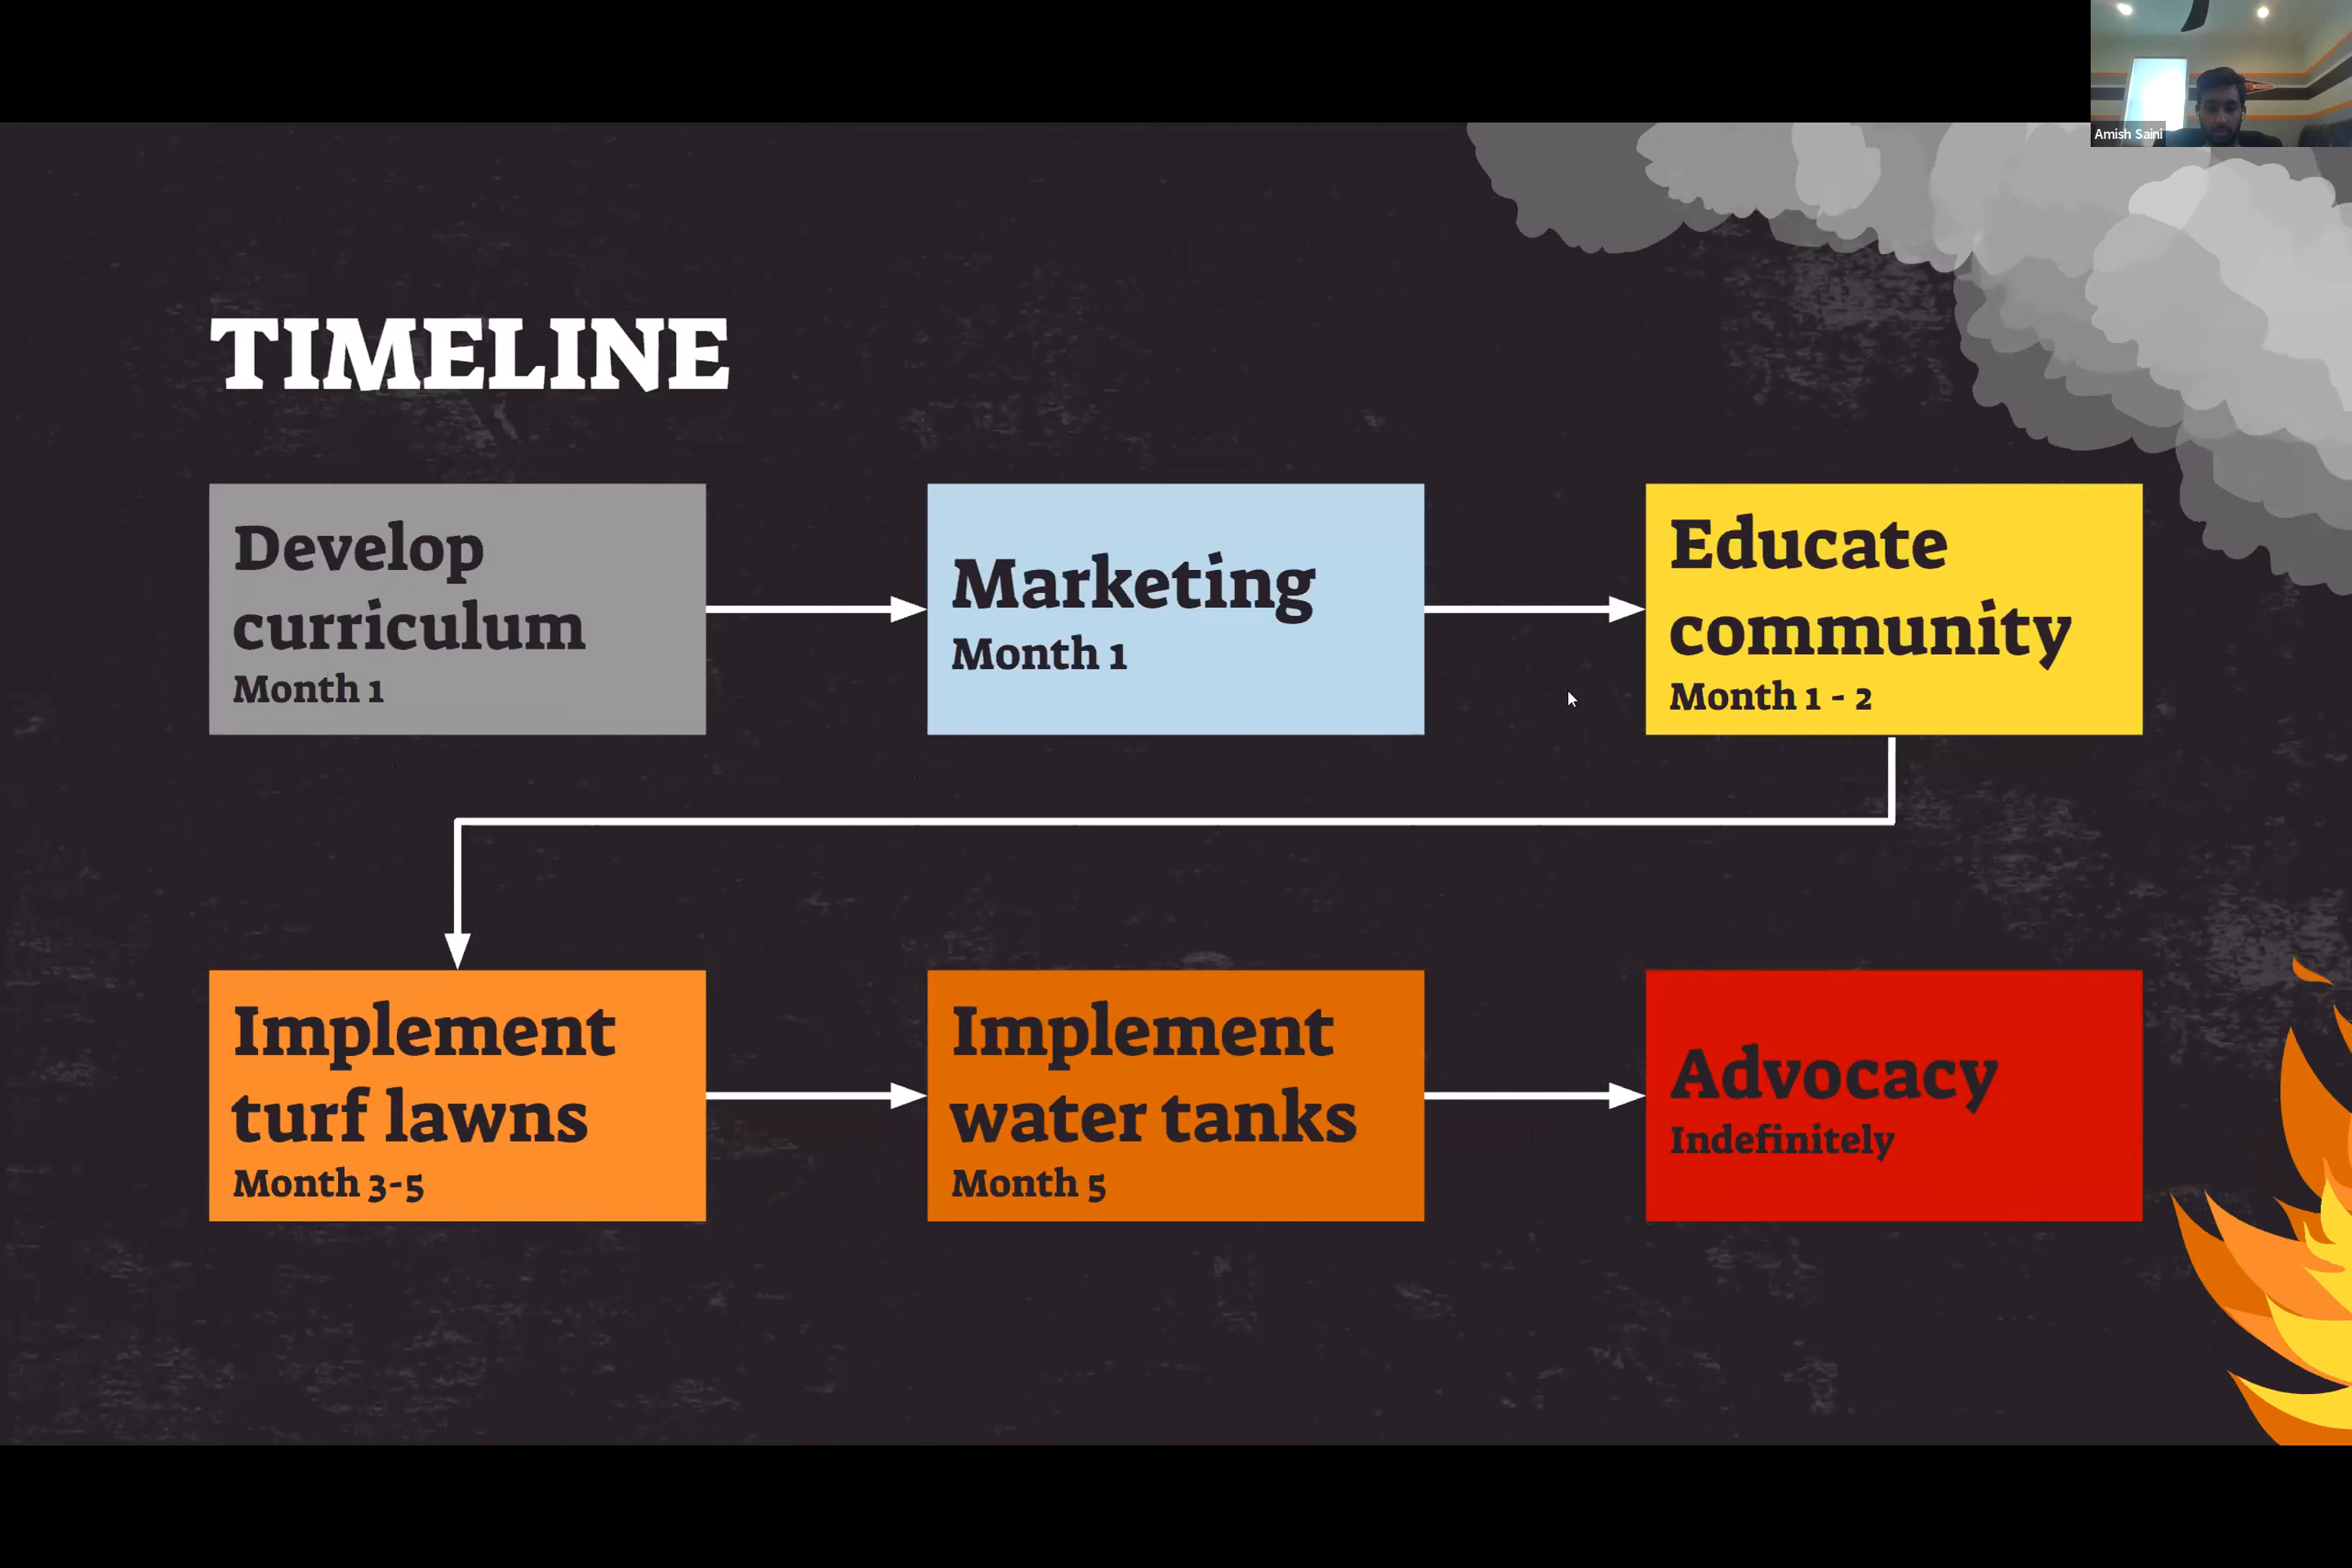 Amish Saini
TIMELINE
Develop
curriculum
Month 1
Marketing
Month 1
Educate
community
Month 1 - 2
Implement
turf lawns
Month 3-5
Implement
water tanks
Month 5
Advocacy
Indefinitely